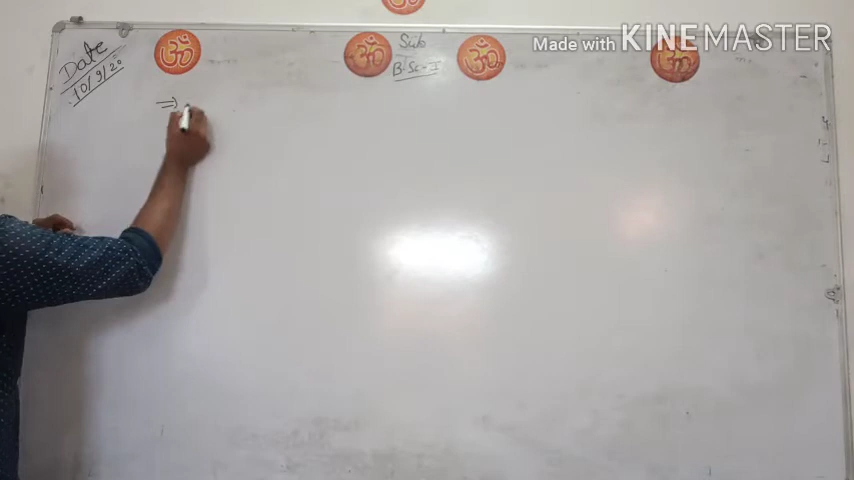 Date
10/9/20
ॐ
ॐ
Sub
B.Sc-I
ॐ
ॐ
Made with KINEMASTER
⇒